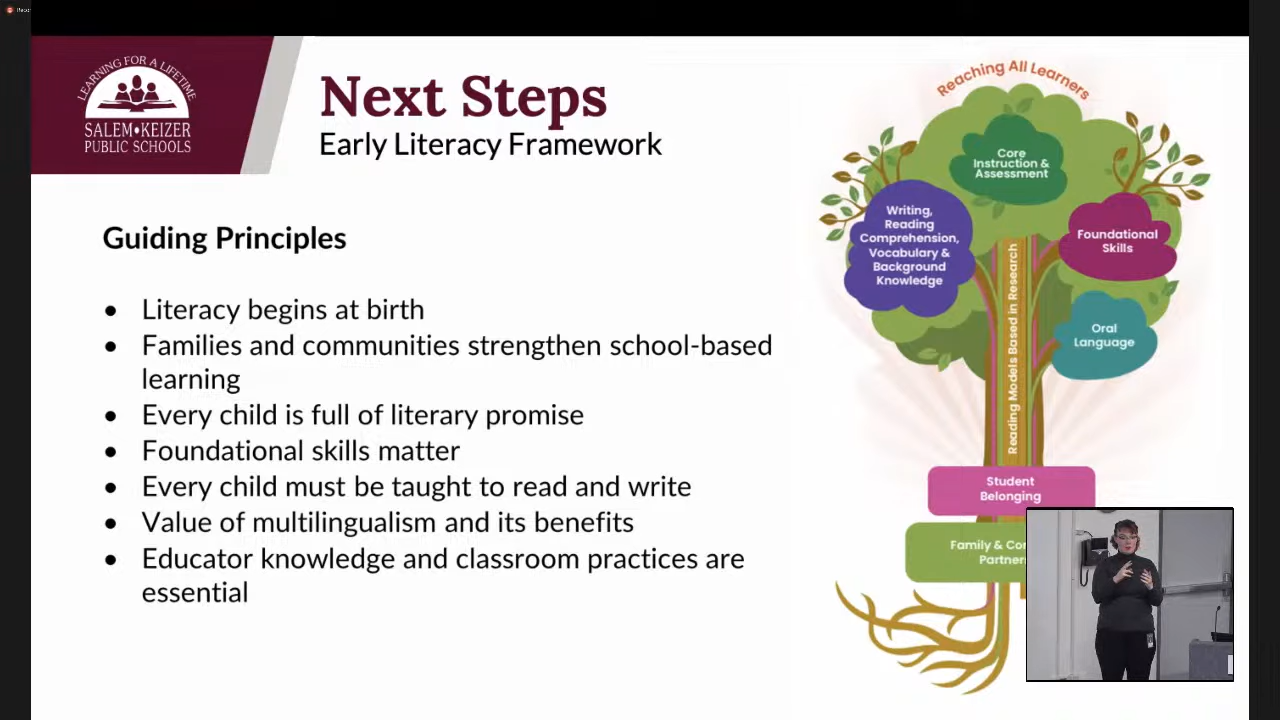 LEARNING FOR A LIFETIME
SALEM•KEIZER
PUBLIC SCHOOLS
Next Steps
Early Literacy Framework
Guiding Principles
• Literacy begins at birth
• Families and communities strengthen school-based
learning
• Every child is full of literary promise
• Foundational skills matter
• Every child must be taught to read and write
• Value of multilingualism and its benefits
• Educator knowledge and classroom practices are
essential
Reaching All Learners
Core
Instruction &
Assessment
Writing,
Reading
Comprehension,
Vocabulary &
Background
Knowledge
Foundational
Skills
Oral
Language
Reading Models Based in Research
Student
Belonging
Family &